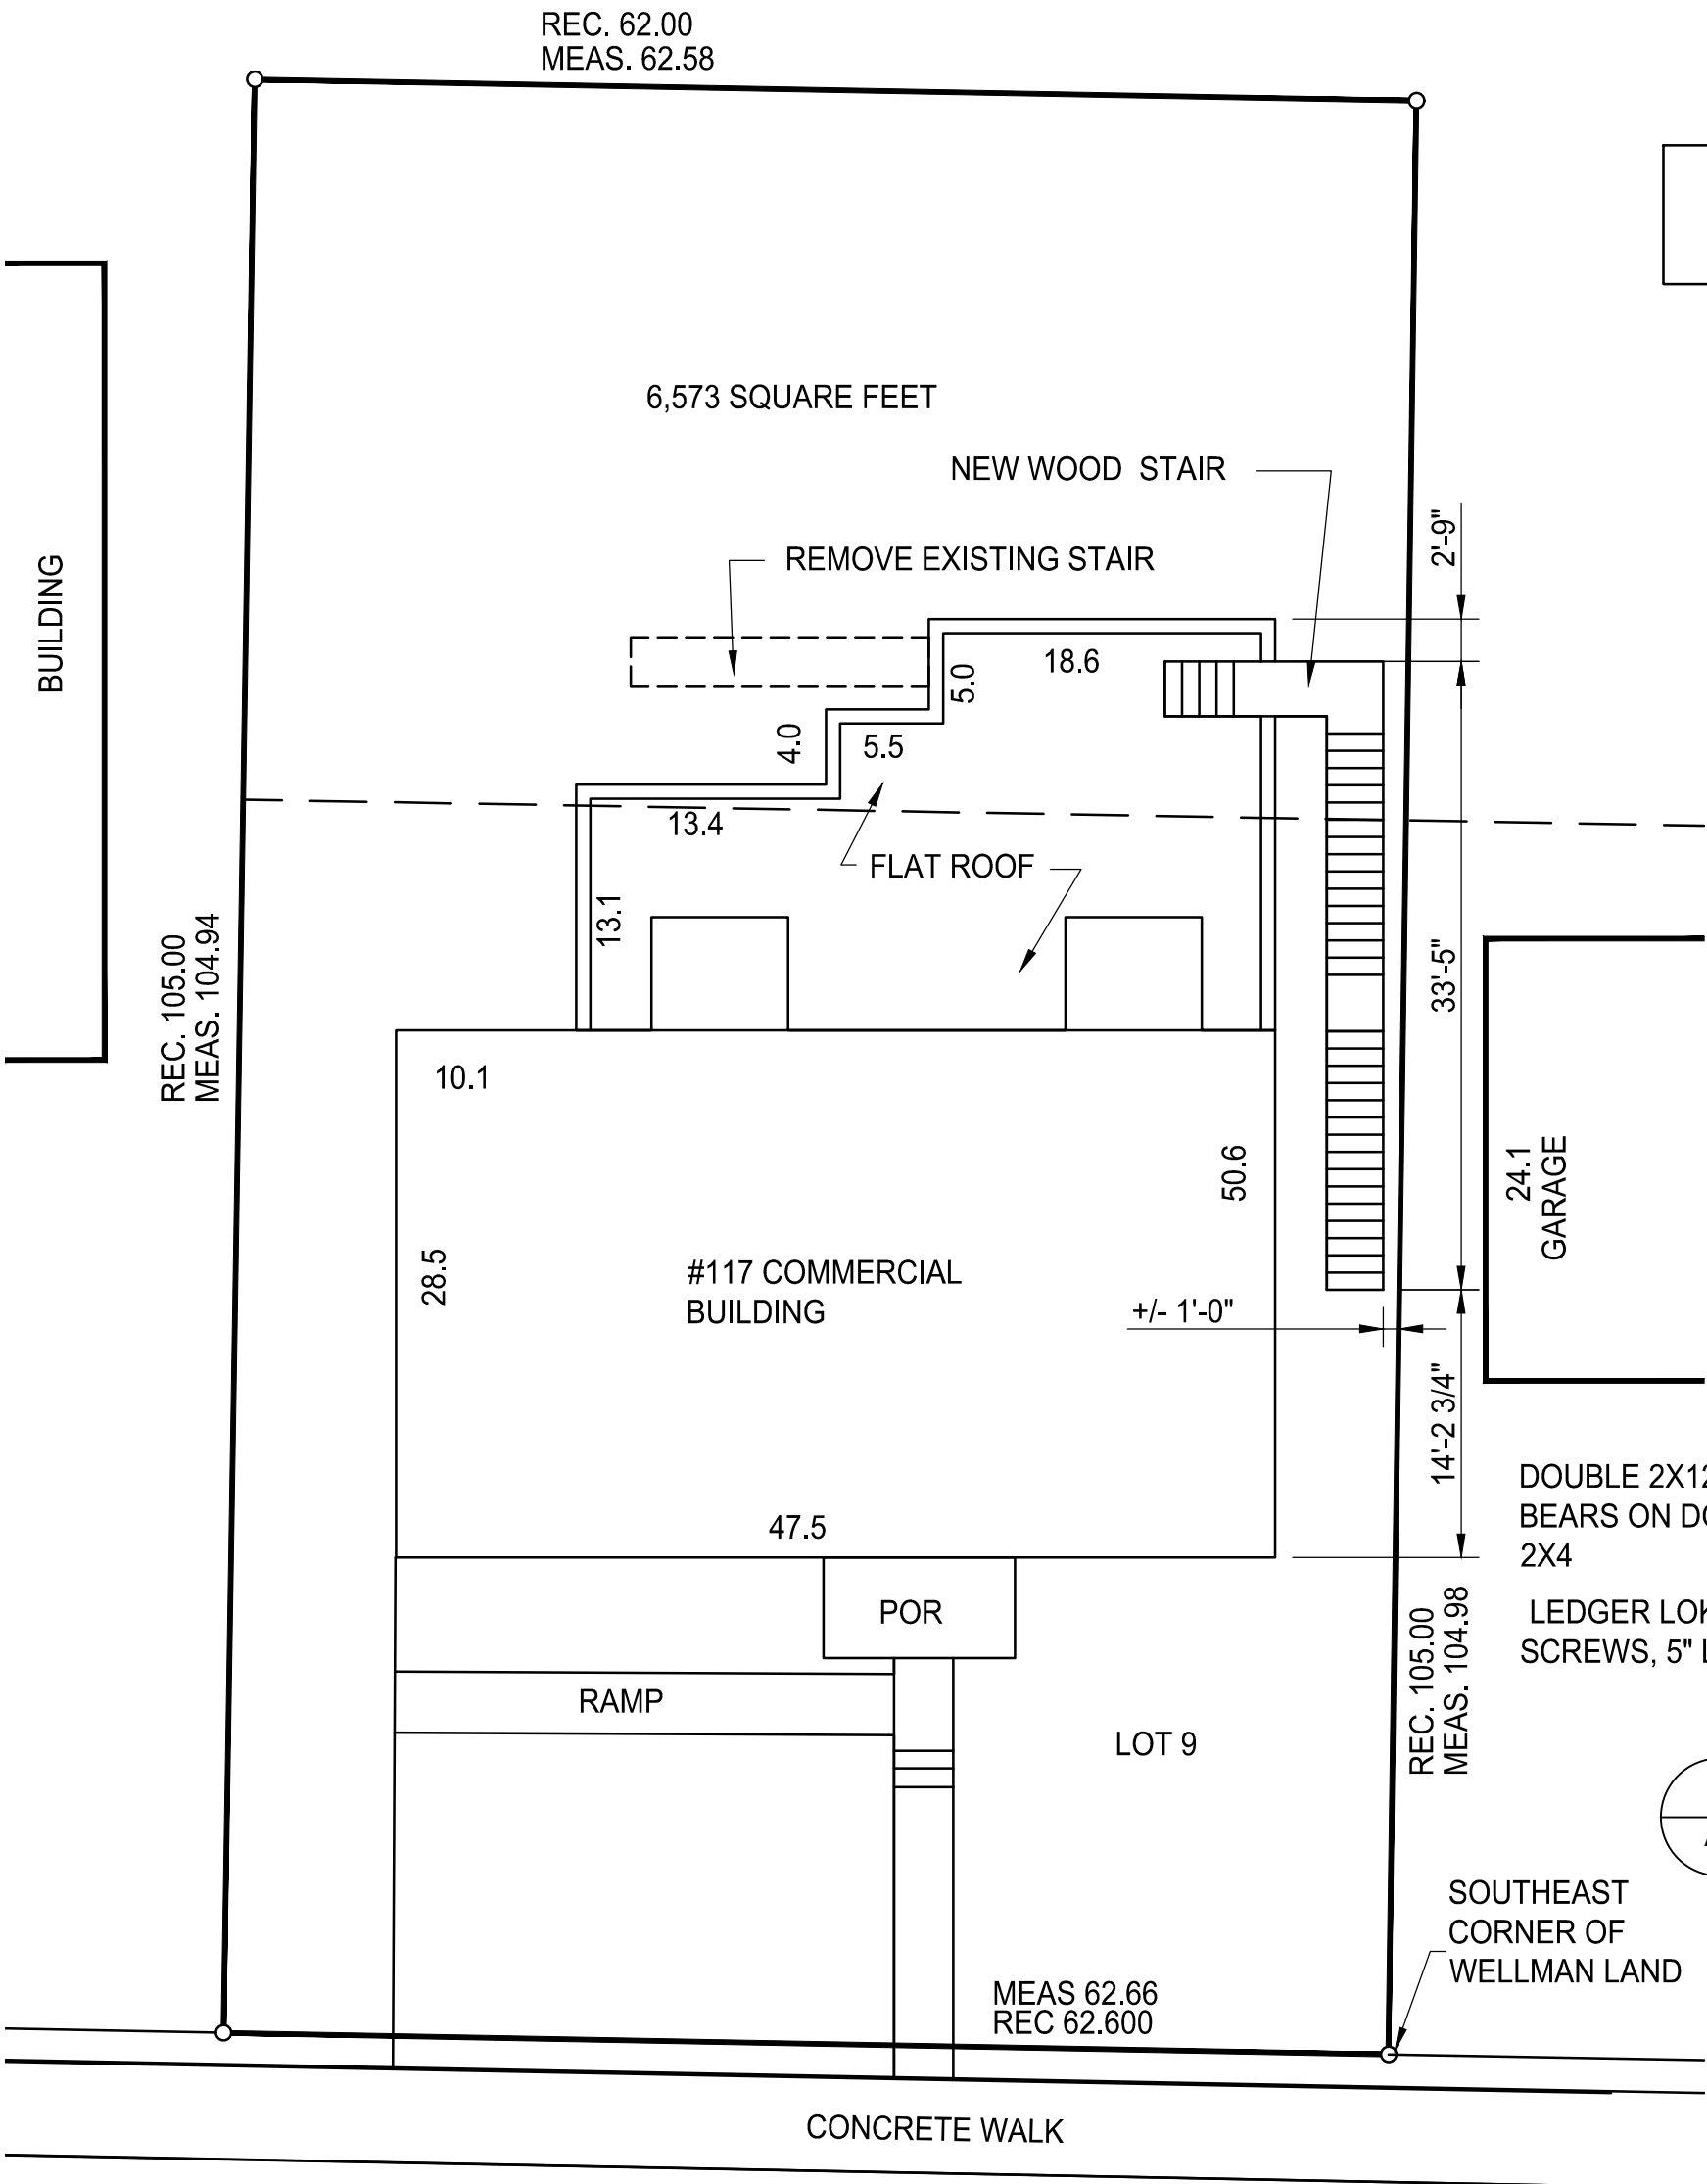 REC. 62.00
MEAS. 62.58
6,573 SQUARE FEET
NEW WOOD STAIR
2'-9"
REMOVE EXISTING STAIR
BUILDING
18.6
5.0
4.0
5.5
13.4
FLAT ROOF
13.1
REC. 105.00
MEAS. 104.94
33'-5"
10.1
50.6
24.1
GARAGE
28.5
#117 COMMERCIAL
BUILDING
+/- 1'-0"
14'-2 3/4"
DOUBLE 2X12
BEARS ON
2X4
47.5
POR
LEDGER
SCREWS, 5"
REC. 105.00
MEAS. 104.98
RAMP
LOT 9
SOUTHEAST
CORNER OF
WELLMAN LAND
MEAS 62.66
REC 62.600
CONCRETE WALK